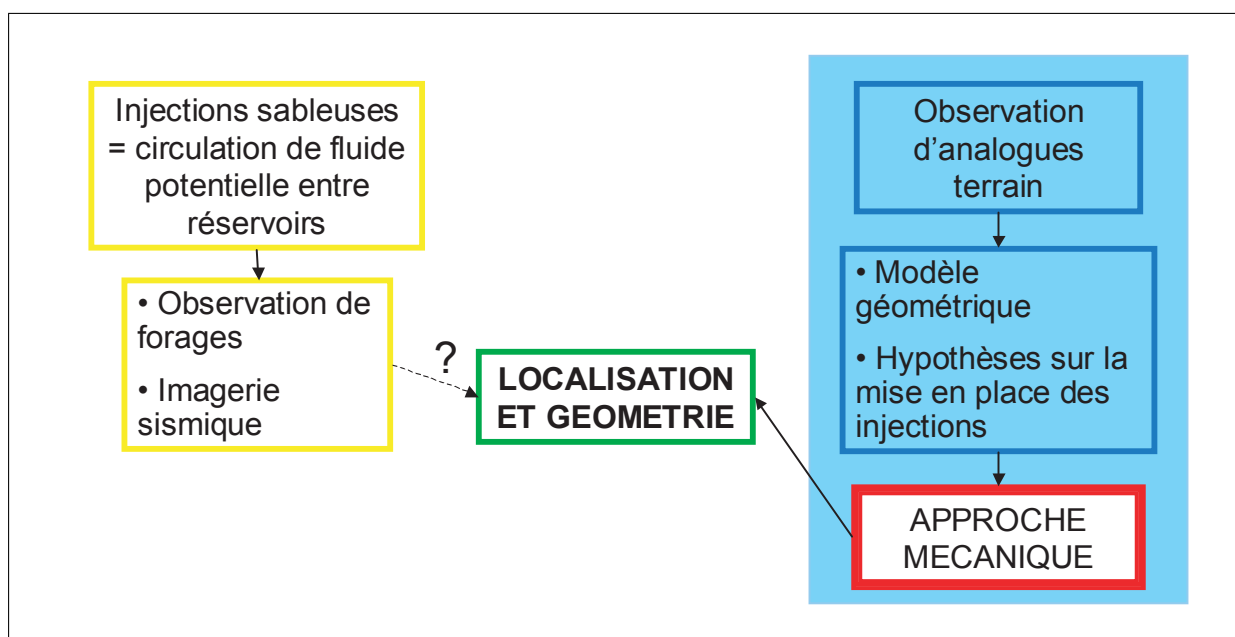 Injections sableuses
= circulation de fluide
potentielle entre
réservoirs
• Observation de
forages
• Imagerie
sismique
?
LOCALISATION
ET GEOMETRIE
Observation
d’analogues
terrain
• Modèle
géométrique
• Hypothèses sur la
mise en place des
injections
APPROCHE
MECANIQUE